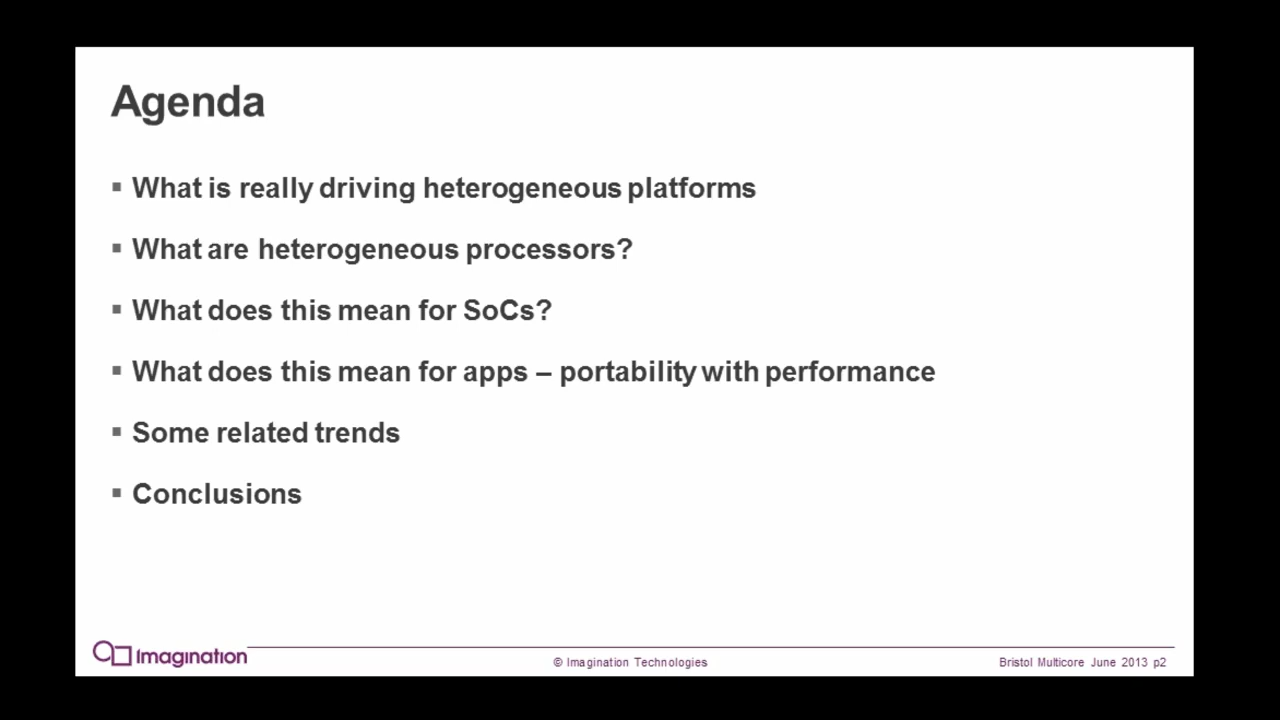 Agenda
▪ What is really driving heterogeneous platforms
▪ What are heterogeneous processors?
▪ What does this mean for SoCs?
▪ What does this mean for apps – portability with performance
▪ Some related trends
▪ Conclusions
Imagination
© Imagination Technologies
Bristol Multicore June 2013 p2